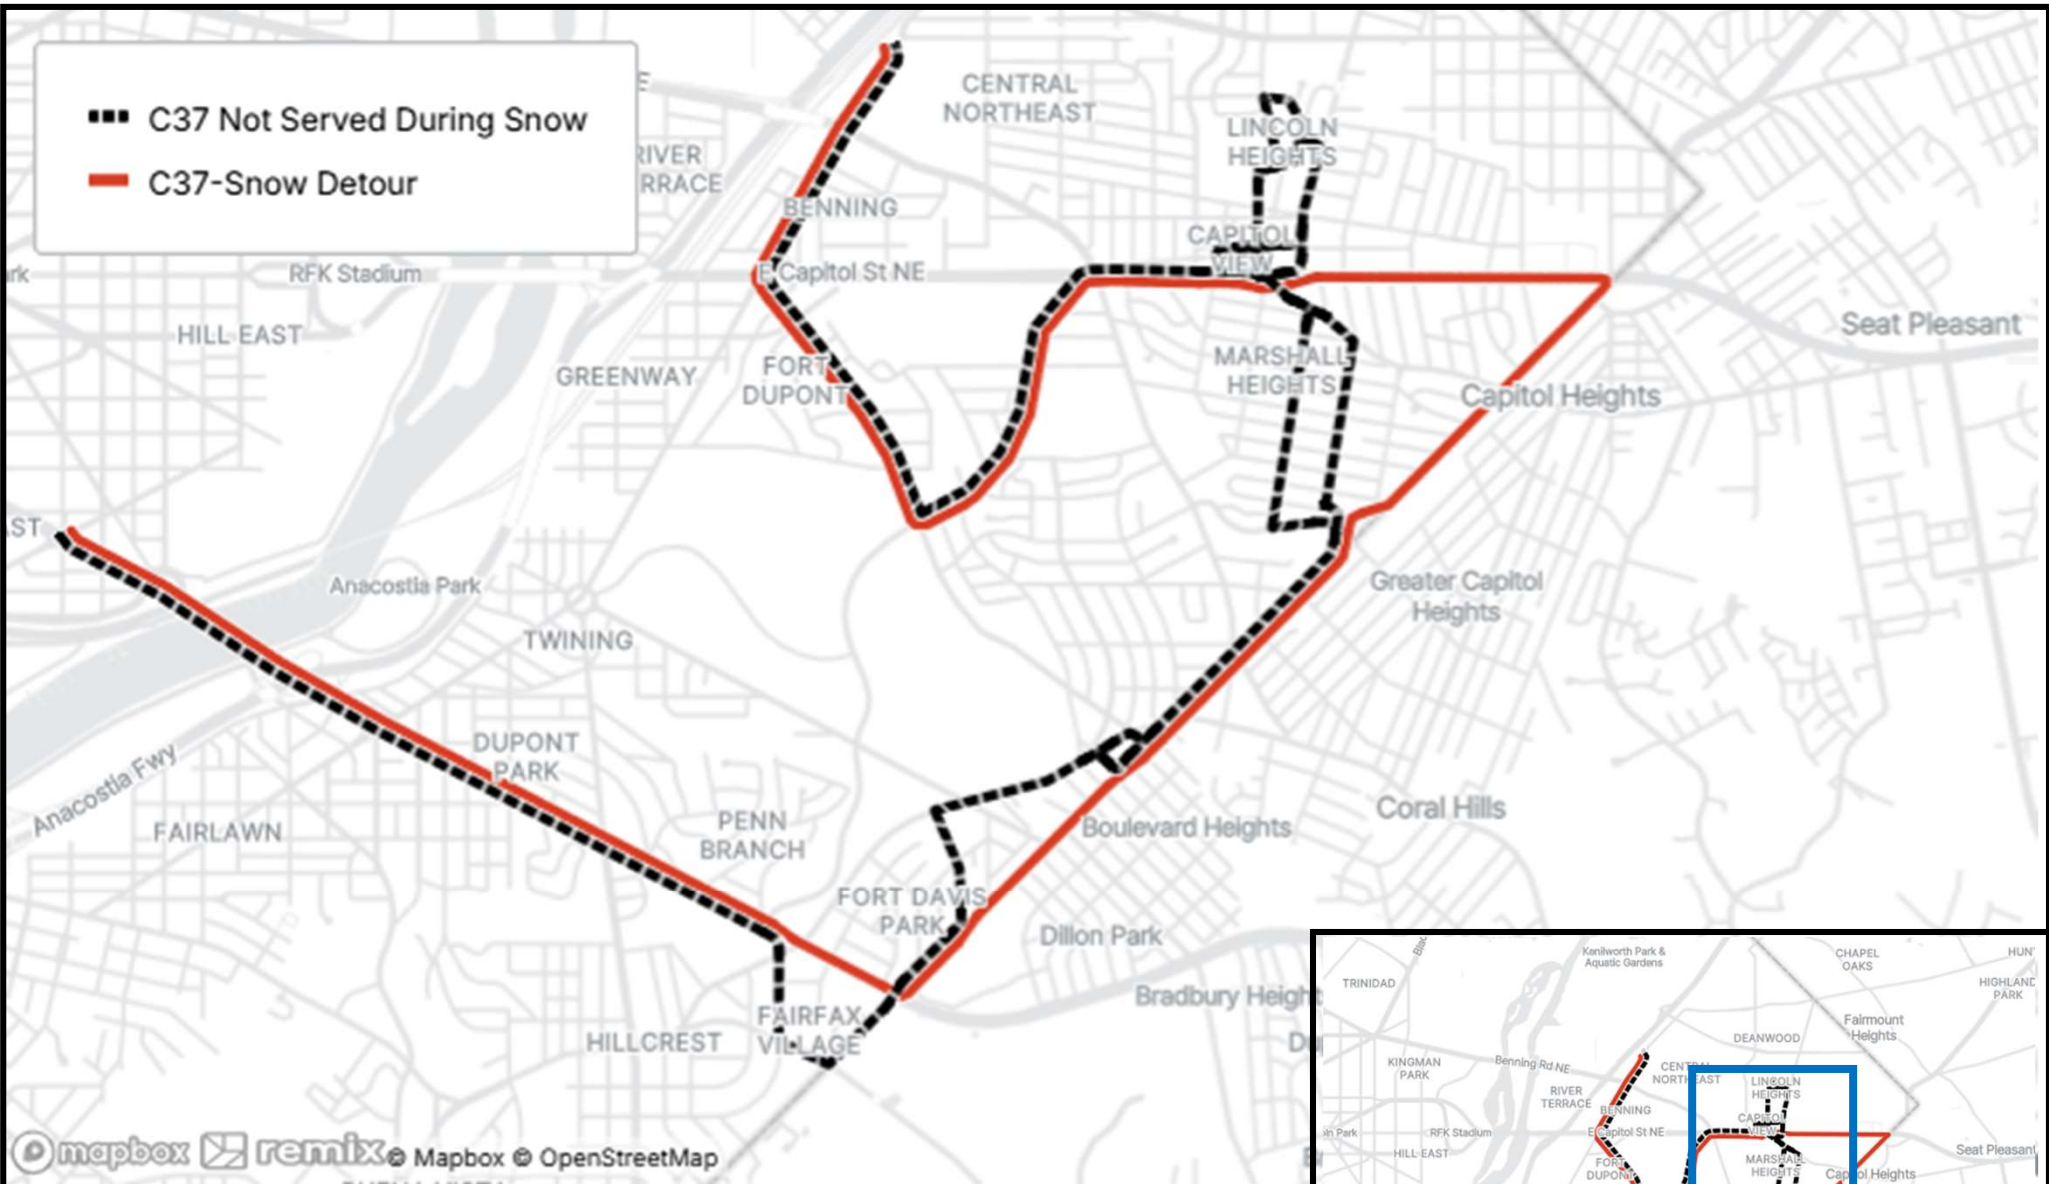 C37 Not Served During Snow
C37-Snow Detour
CENTRAL
NORTHEAST
LINCOLN
HEIGHTS
BENNING
CAPITOL
VIEW
E Capitol St NE
RFK Stadium
HILL EAST
GREENWAY
FORT
DUPONT
MARSHALL
HEIGHTS
Seat Pleasant
Capitol Heights
Anacostia Park
TWINING
Greater Capitol
Heights
DUPONT
PARK
Anacostia Fwy
FAIRLAWN
PENN
BRANCH
Boulevard Heights
Coral Hills
FORT DAVIS
PARK
Dillon Park
FAIRFAX
VILLAGE
HILLCREST
mapbox remix © Mapbox © OpenStreetMap
Kenilworth Park &
Aquatic Gardens
CHAPEL
OAKS
TRINIDAD
HIGHLAND
PARK
Fairmount
Heights
DEANWOOD
KINGMAN
PARK
Benning Rd NE
CENTRAL
NORTHEAST
RIVER
TERRACE
LINCOLN
HEIGHTS
BENNING
CAPITOL
VIEW
E Capitol St NE
RFK Stadium
HILL EAST
Seat Pleasant
FORT
DUPONT
MARSHALL
HEIGHTS
Capitol Heights